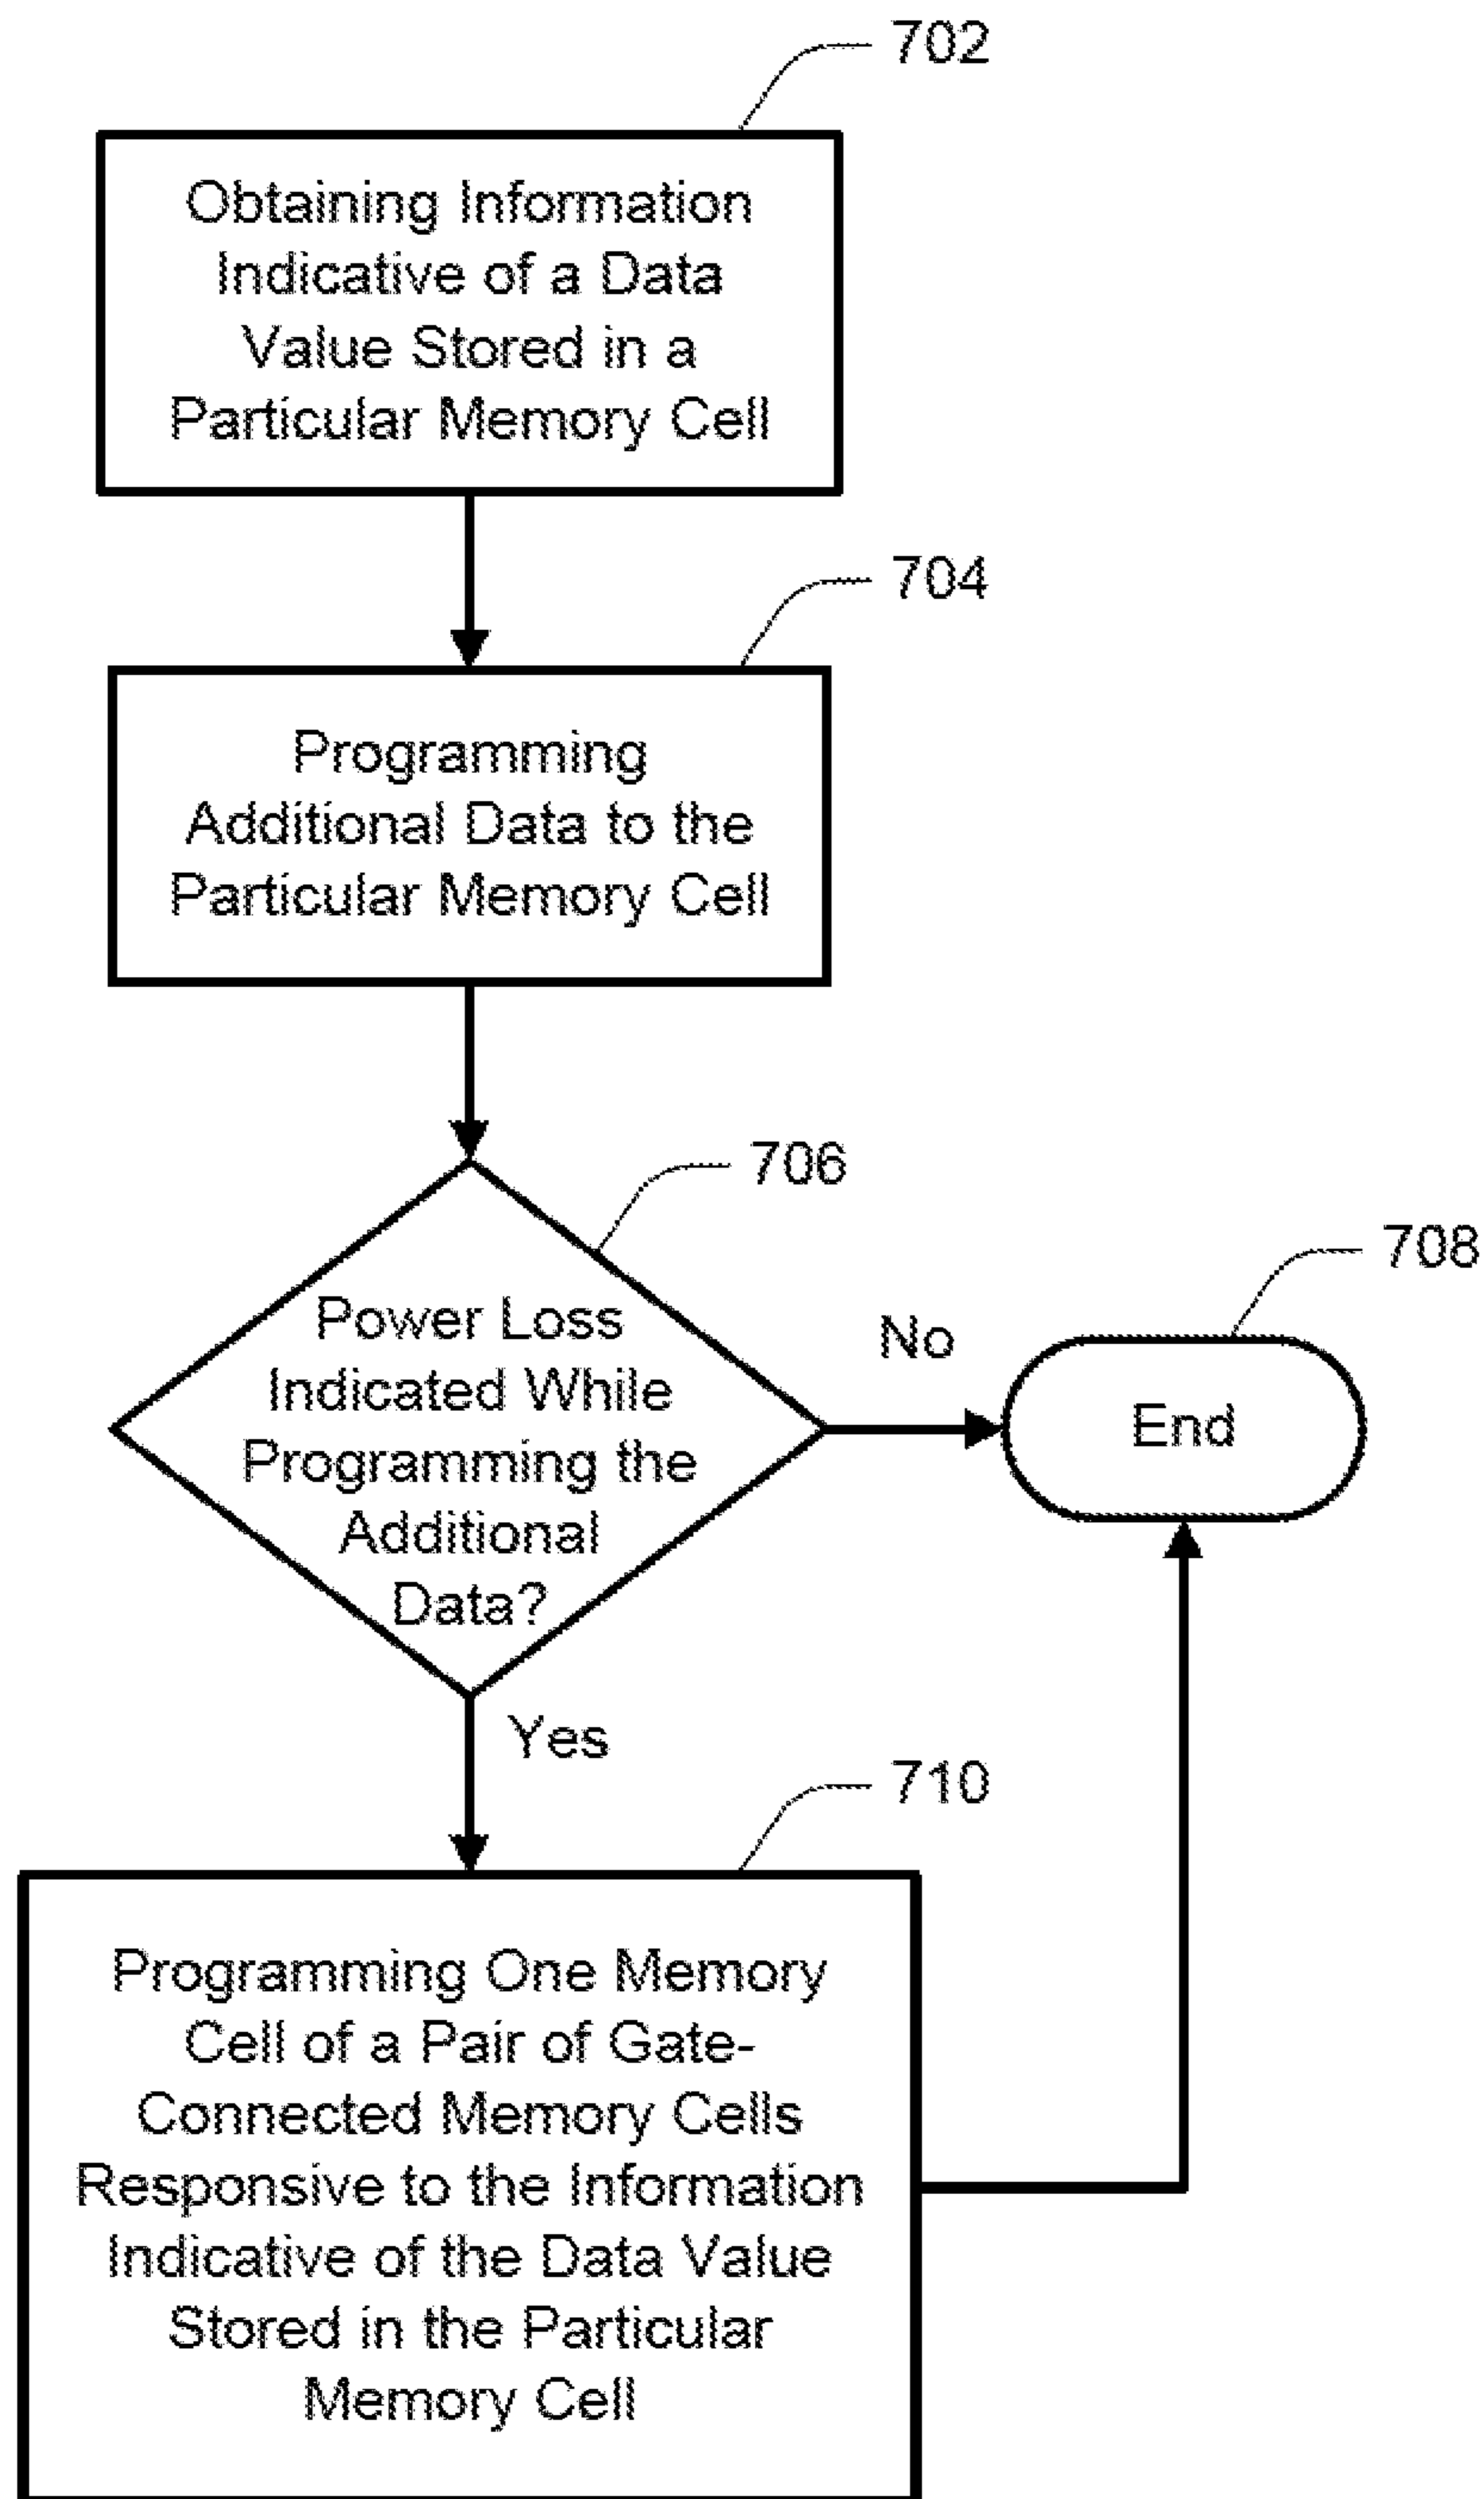 702
Obtaining Information
Indicative of a Data
Value Stored in a
Particular Memory Cell
704
Programming
Additional Data to the
Particular Memory Cell
706
Power Loss
Indicated While
Programming the
Additional
Data?
No
708
End
Yes
710
Programming One Memory
Cell of a Pair of Gate-
Connected Memory Cells
Responsive to the Information
Indicative of the Data Value
Stored in the Particular
Memory Cell